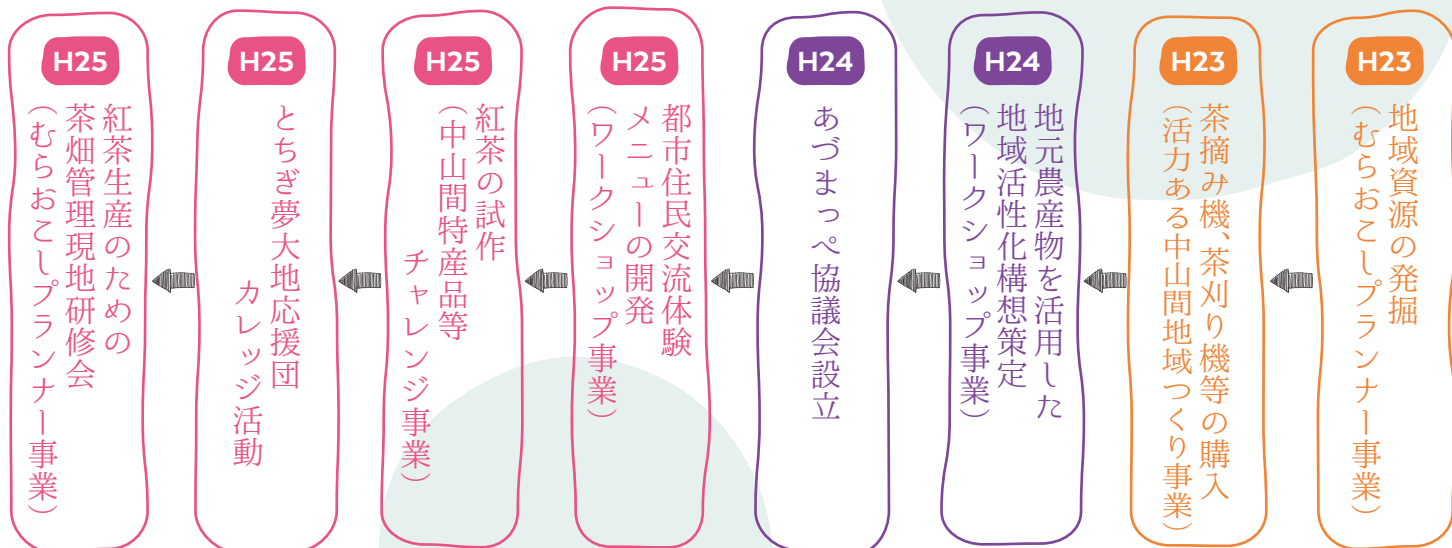 H23
地域資源の発掘
（むらおこしプランナー事業）
H23
茶摘み機、茶刈り機等の購入
（活力ある中山間地域つくり事業）
H24
地元農産物を活用した
地域活性化構想策定
（ワークショップ事業）
H24
あづまっぺ協議会設立
H25
都市住民交流体験
メニューの開発
（ワークショップ事業）
H25
紅茶の試作
（中山間特産品等
チャレンジ事業）
H25
とちぎ夢大地応援団
カレッジ活動
H25
紅茶生産のための
茶畑管理現地研修会
（むらおこしプランナー事業）